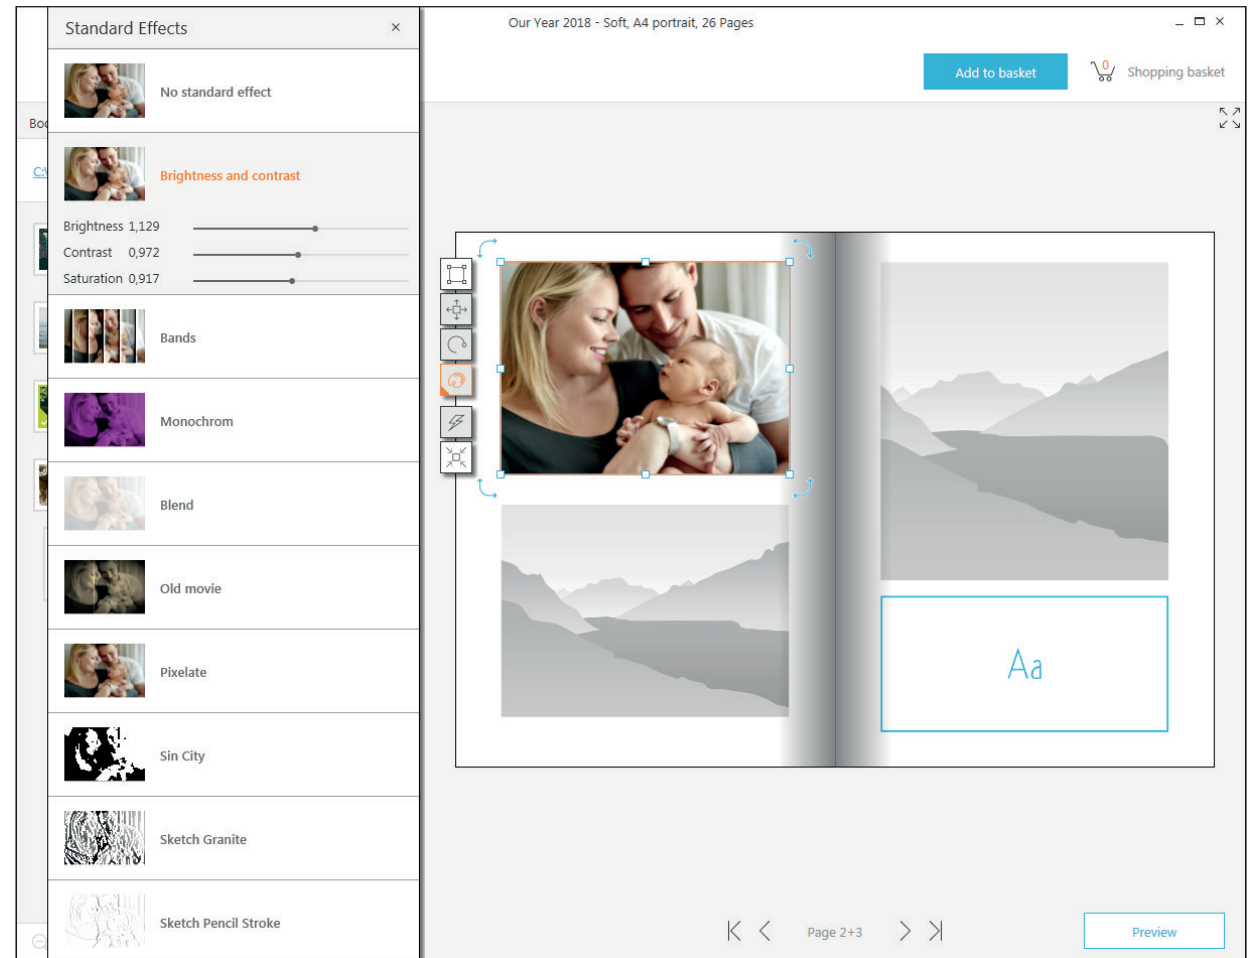 Standard Effects
Our Year 2018 - Soft, A4 portrait, 26 Pages
Add to basket
0
Shopping basket
No standard effect
Brightness and contrast
Brightness 1,129
Contrast 0,972
Saturation 0,917
Bands
Monochrom
Blend
Old movie
Pixelate
Sin City
Sketch Granite
Sketch Pencil Stroke
Aa
Page 2+3
Preview